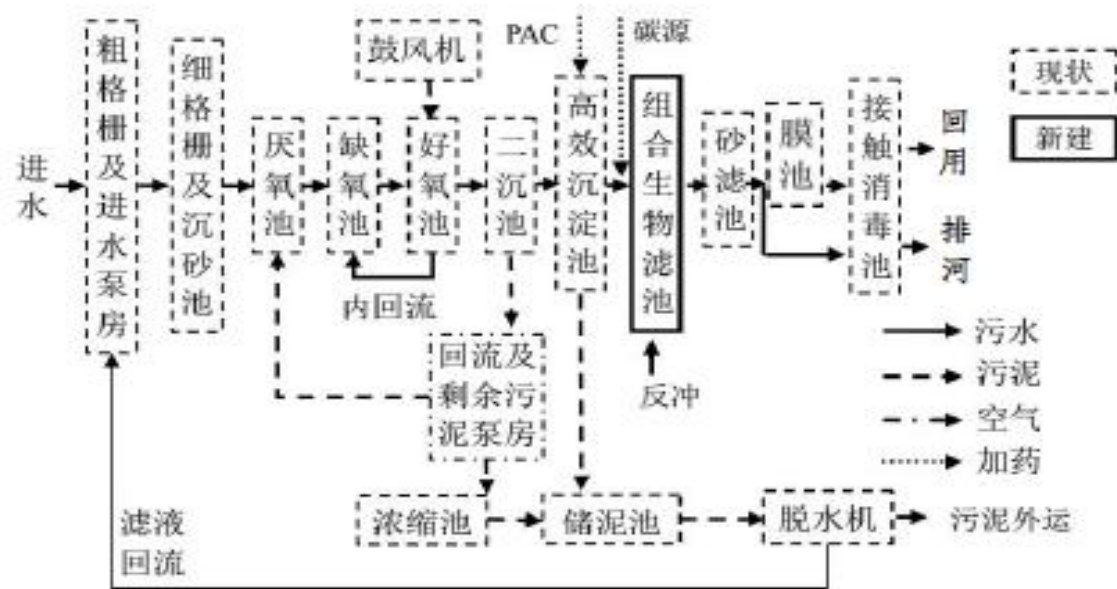 PAC
碳源
鼓风机
现状
新建
进水
粗格栅及进水泵房
细格栅及沉砂池
厌氧池
缺氧池
好氧池
二沉池
高效沉淀池
组合生物滤池
砂滤池
膜池
接触消毒池
回用
排河
内回流
回流及
剩余污
泥泵房
反冲
污水
污泥
空气
加药
浓缩池
储泥池
脱水机
污泥外运
滤液
回流